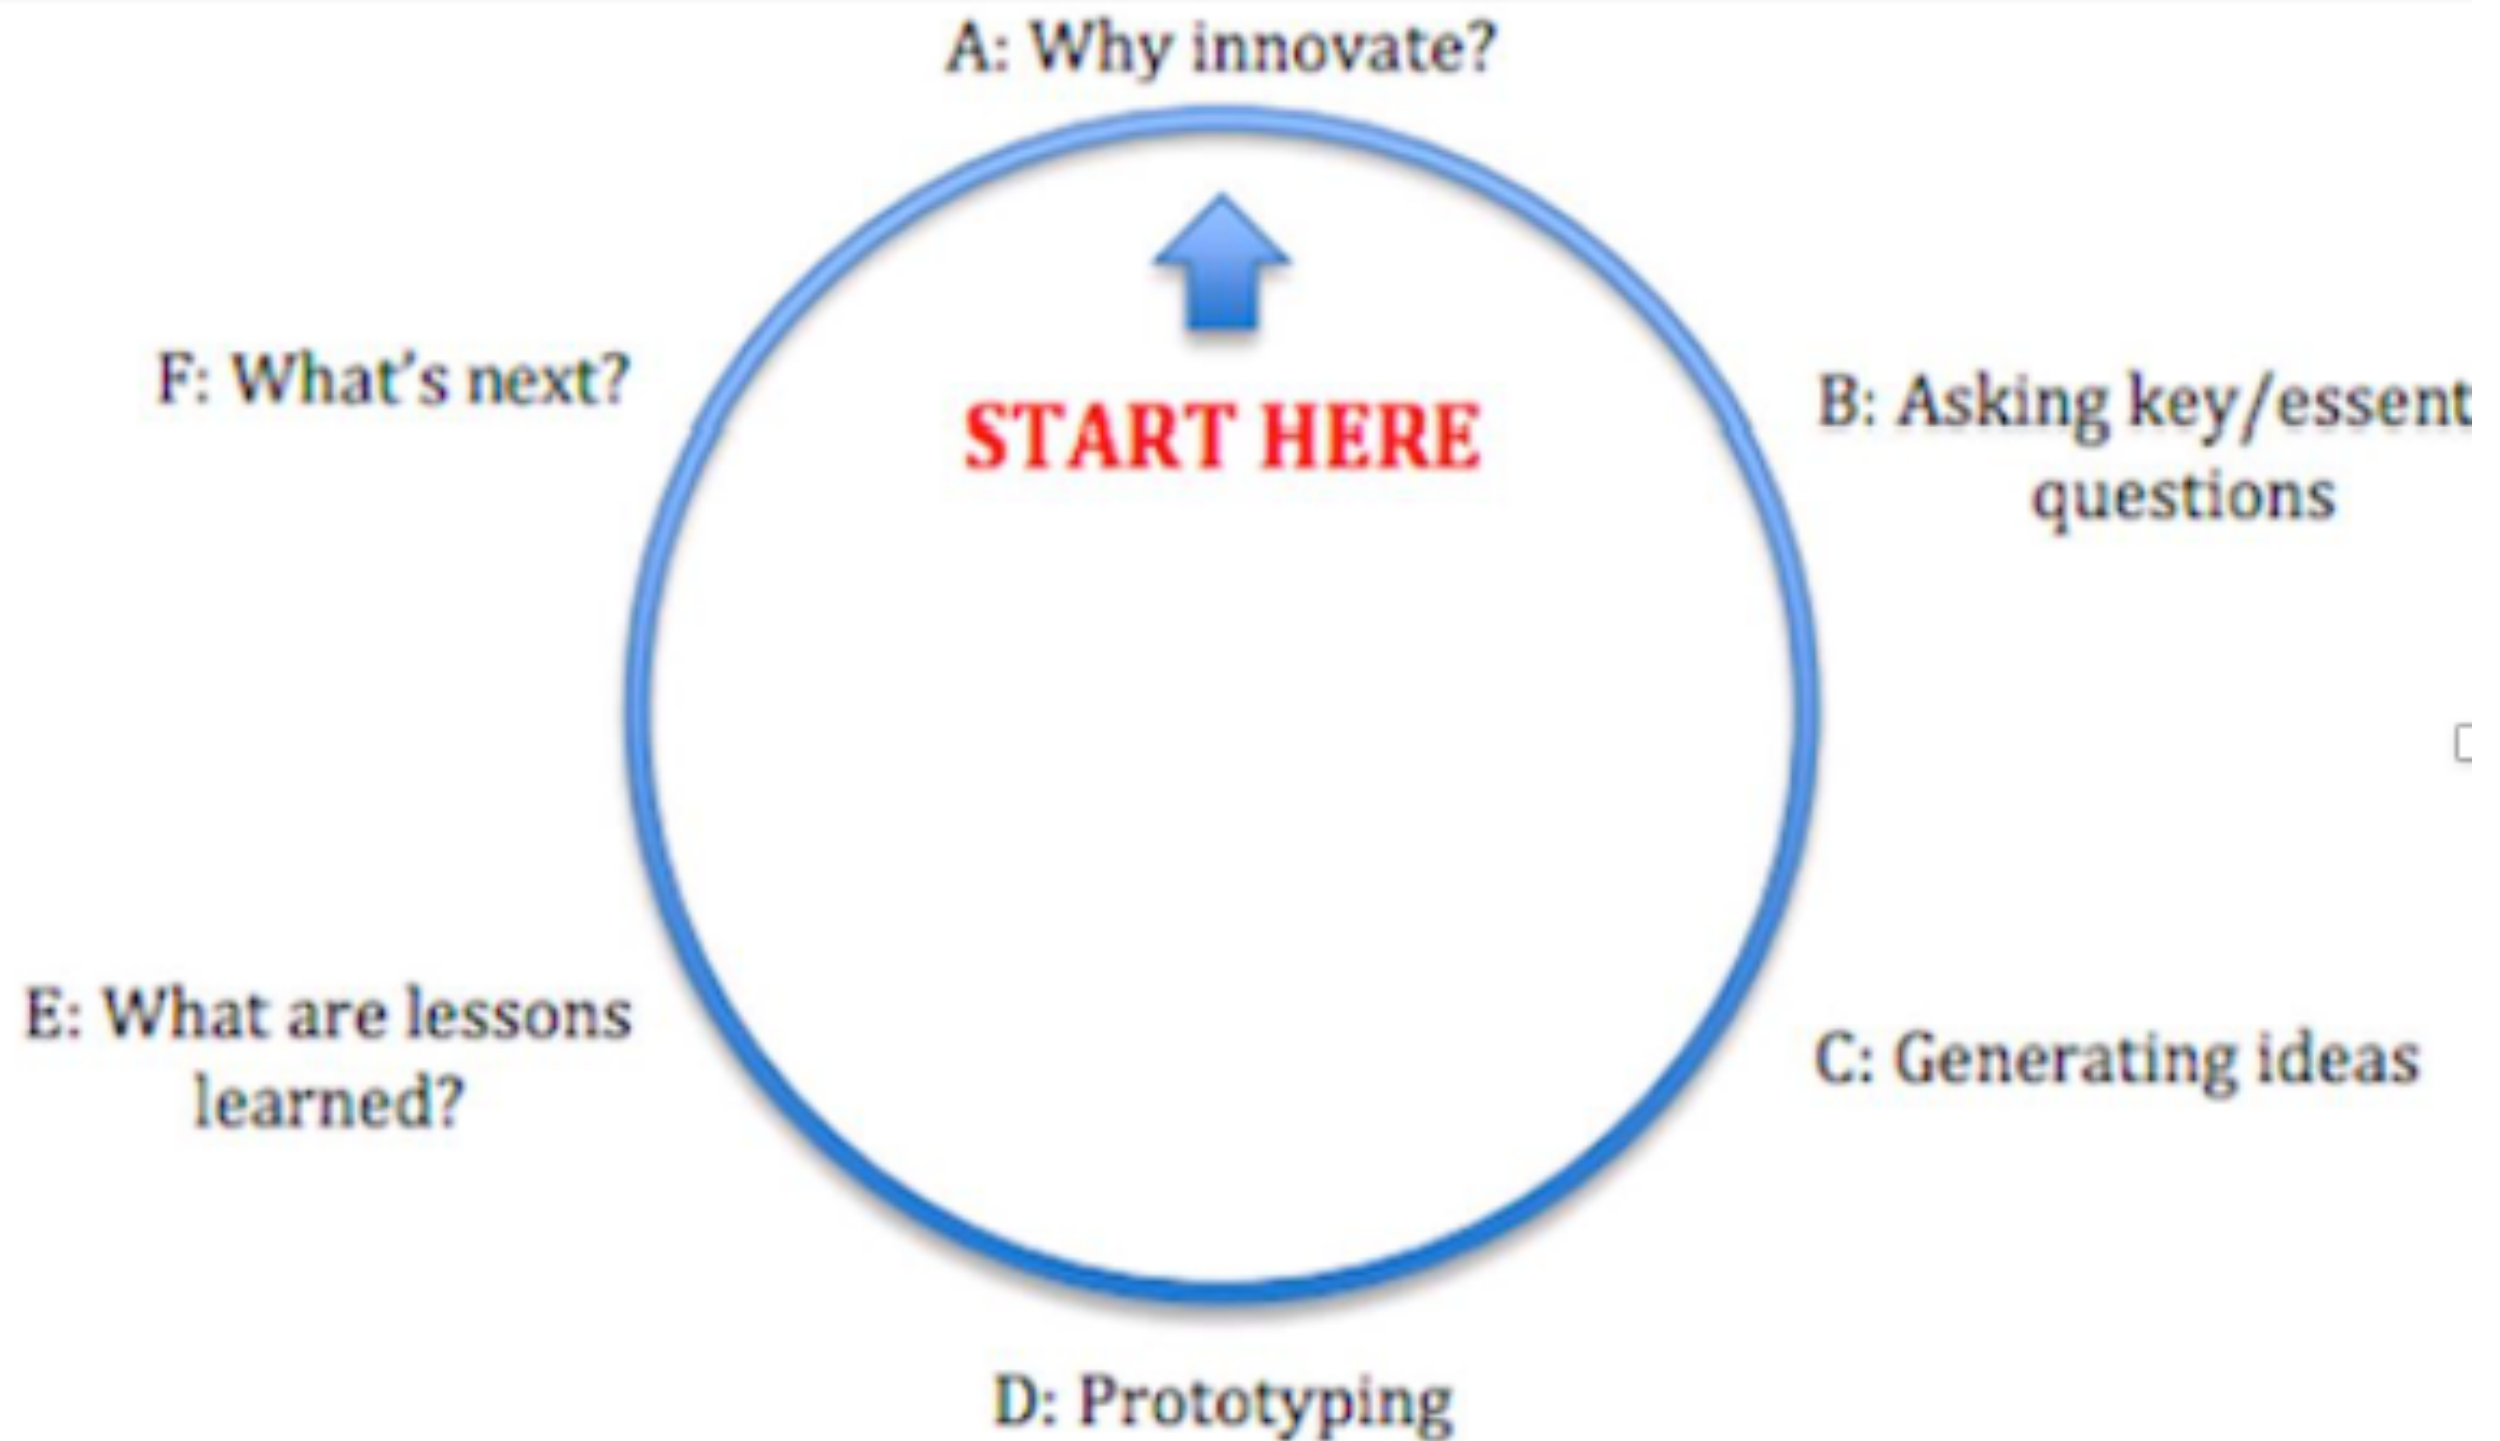 A: Why innovate?
START HERE
B: Asking key/essent
questions
C: Generating ideas
D: Prototyping
E: What are lessons
learned?
F: What's next?